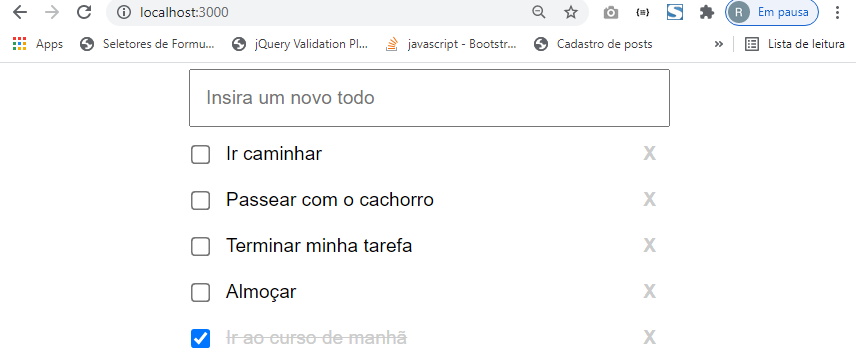 localhost:3000
R Em pausa
Apps Seletores de Formu... jQuery Validation Pl... javascript - Bootstr... Cadastro de posts » Lista de leitura
Insira um novo todo
Ir caminhar X
Passear com o cachorro X
Terminar minha tarefa X
Almoçar X
Ir ao curso de manhã X